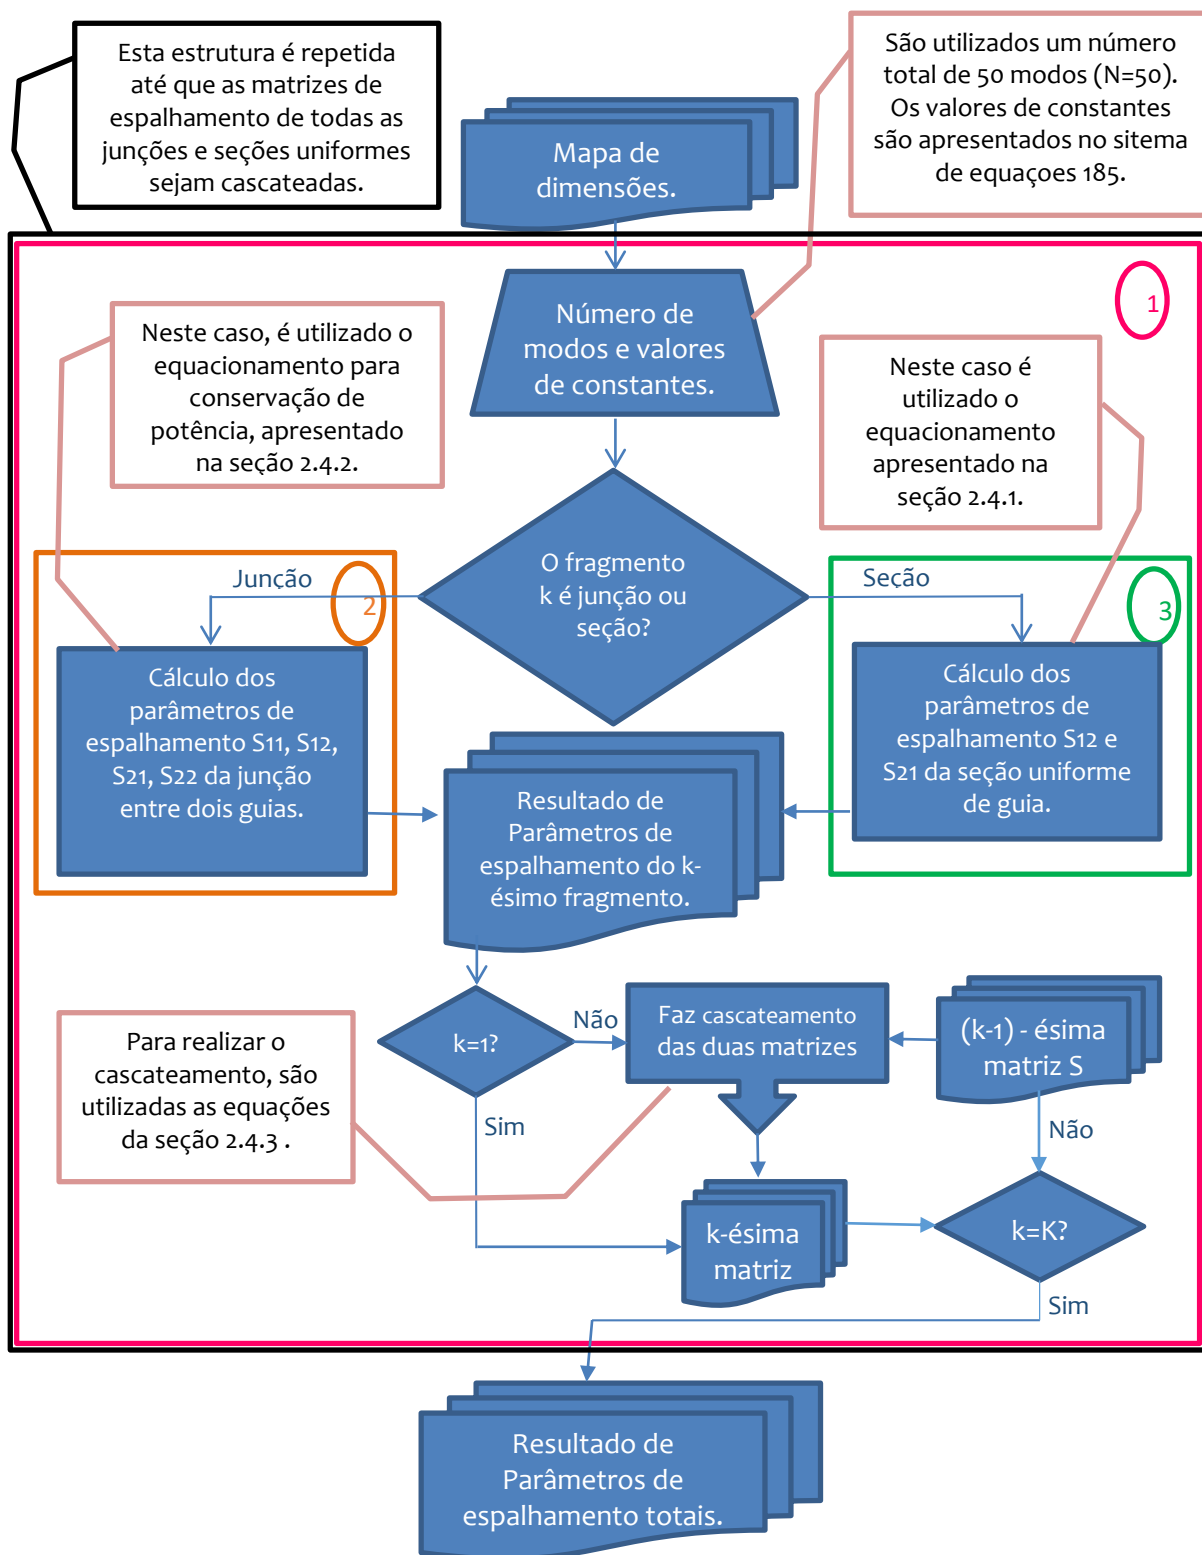 Esta estrutura é repetida
até que as matrizes de
espalhamento de todas as
junções e seções uniformes
sejam cascateadas.
São utilizados um número
total de 50 modos (N=50).
Os valores de constantes
são apresentados no sitema
de equaçoes 185.
Mapa de
dimensões.
1
Número de
modos e valores
de constantes.
Neste caso, é utilizado o
equacionamento para
conservação de
potência, apresentado
na seção 2.4.2.
Neste caso é
utilizado o
equacionamento
apresentado na
seção 2.4.1.
O fragmento
k é junção ou
seção?
Junção
2
Seção
3
Cálculo dos
parâmetros de
espalhamento S11, S12,
S21, S22 da junção
entre dois guias.
Cálculo dos
parâmetros de
espalhamento S12 e
S21 da seção uniforme
de guia.
Resultado de
Parâmetros de
espalhamento do k-
ésimo fragmento.
k=1?
Não
Faz cascateamento
das duas matrizes
(k-1) - ésima
matriz S
Para realizar o
cascateamento, são
utilizadas as equações
da seção 2.4.3 .
Sim
Não
k-ésima
matriz
k=K?
Sim
Resultado de
Parâmetros de
espalhamento totais.